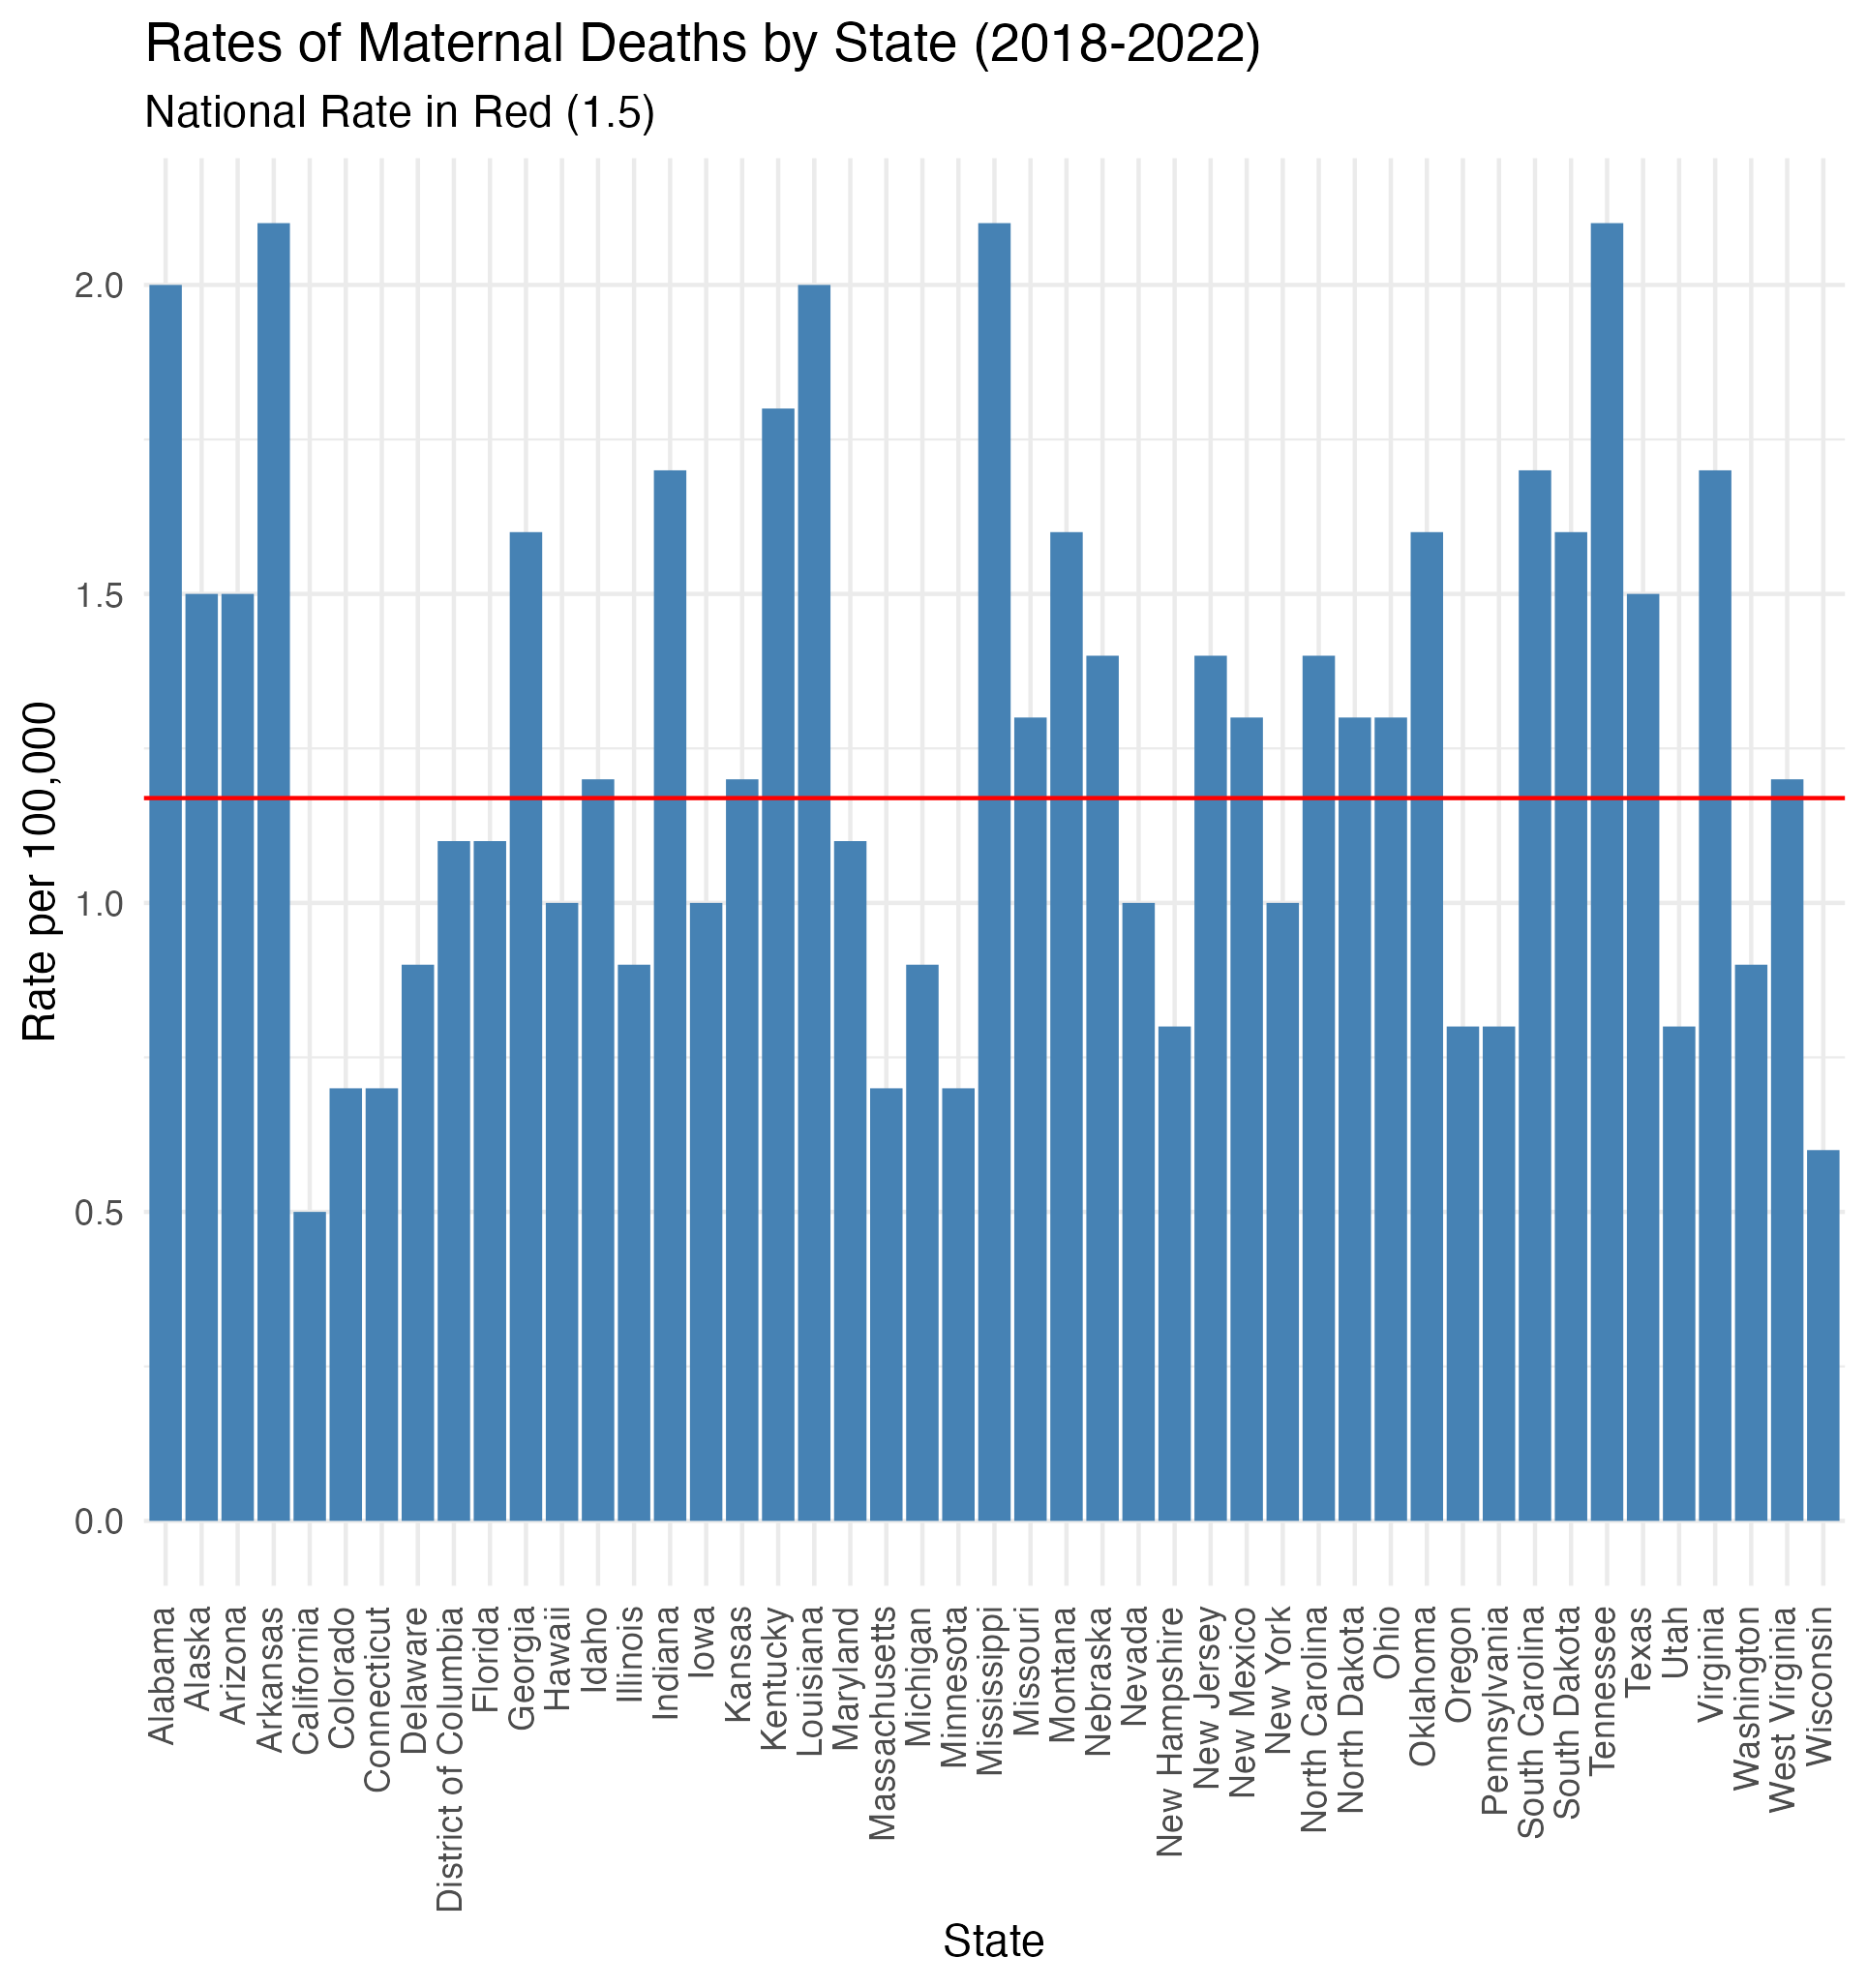 Rates of Maternal Deaths by State (2018-2022)
National Rate in Red (1.5)
Rate per 100,000
2.0
1.5
1.0
0.5
0.0
Alabama
Alaska
Arizona
Arkansas
California
Colorado
Connecticut
Delaware
District of Columbia
Florida
Georgia
Hawaii
Idaho
Illinois
Indiana
Iowa
Kansas
Kentucky
Louisiana
Maryland
Massachusetts
Michigan
Minnesota
Mississippi
Missouri
Montana
Nebraska
Nevada
New Hampshire
New Jersey
New Mexico
New York
North Carolina
North Dakota
Ohio
Oklahoma
Oregon
Pennsylvania
South Carolina
South Dakota
Tennessee
Texas
Utah
Virginia
Washington
West Virginia
Wisconsin
State